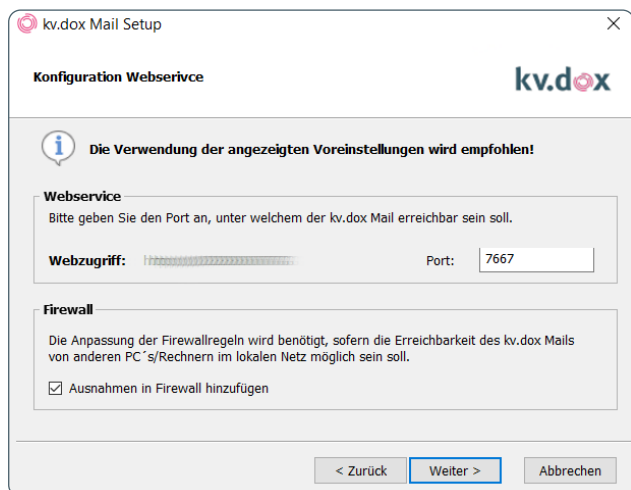 kv.dox Mail Setup
Konfiguration Webserivce
kv.dox
Die Verwendung der angezeigten Voreinstellungen wird empfohlen!
Webservice
Bitte geben Sie den Port an, unter welchem der kv.dox Mail erreichbar sein soll.
Webzugriff: Port: 7667
Firewall
Die Anpassung der Firewallregeln wird benötigt, sofern die Erreichbarkeit des kv.dox Mails
von anderen PC´s/Rechnern im lokalen Netz möglich sein soll.
Ausnahmen in Firewall hinzufügen
< Zurück Weiter > Abbrechen